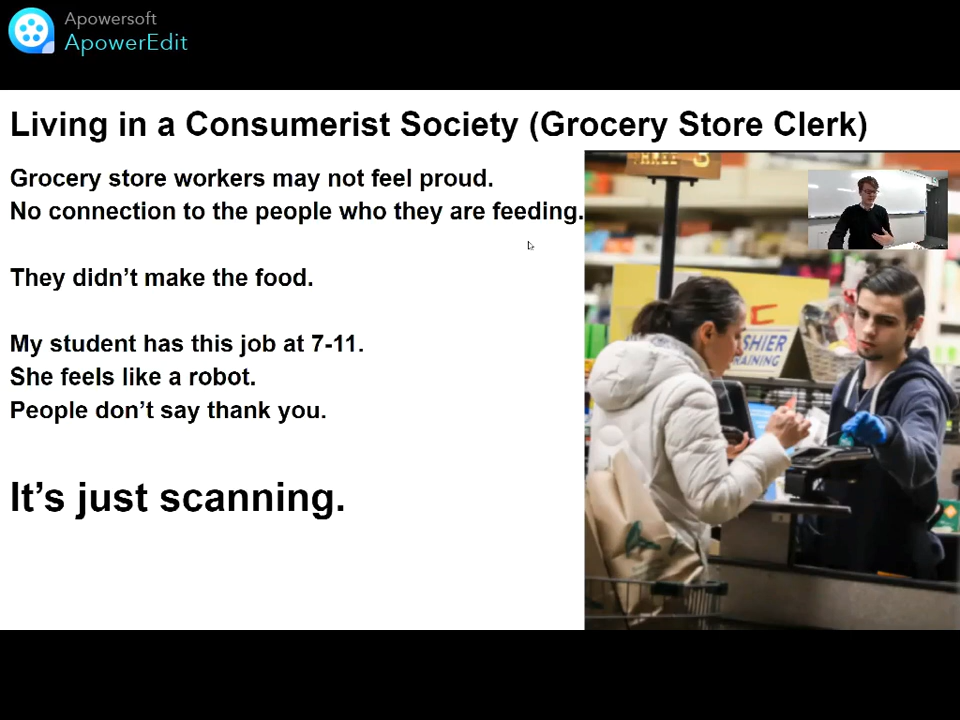 Apowersoft
ApowerEdit
Living in a Consumerist Society (Grocery Store Clerk)
Grocery store workers may not feel proud.
No connection to the people who they are feeding.
They didn't make the food.
My student has this job at 7-11.
She feels like a robot.
People don't say thank you.
It's just scanning.
THREE 3